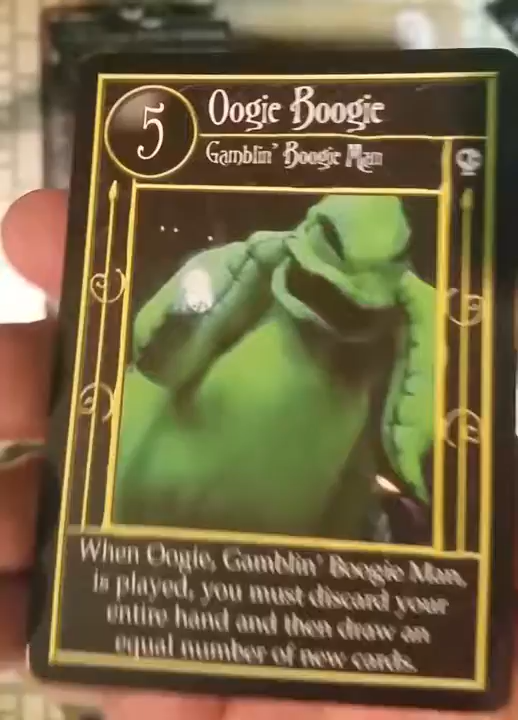 5
Oogie Boogie
Gamblin' Boogie Man
When Oogie, Gamblin' Boogie Man,
is played, you must discard your
entire hand and then draw an
equal number of new cards.